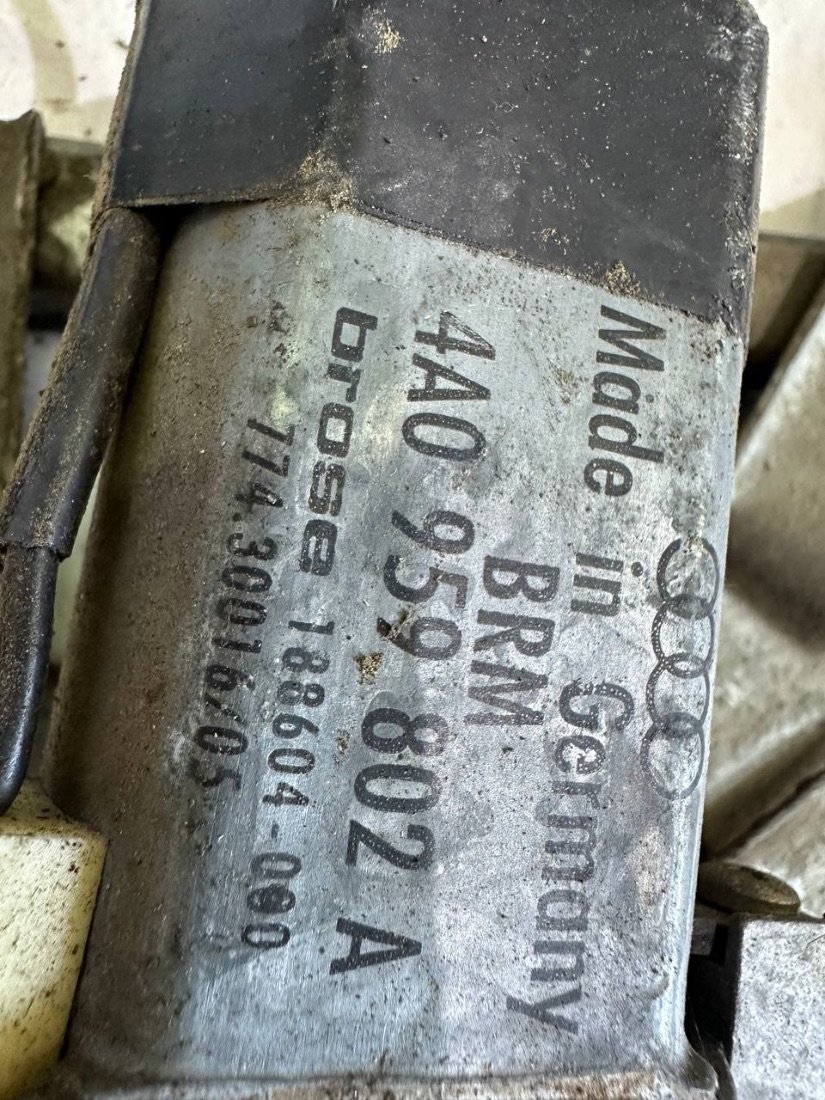 Made in Germany
BRM
4A0 959 802 A
brose 188604-000
774.30016/05